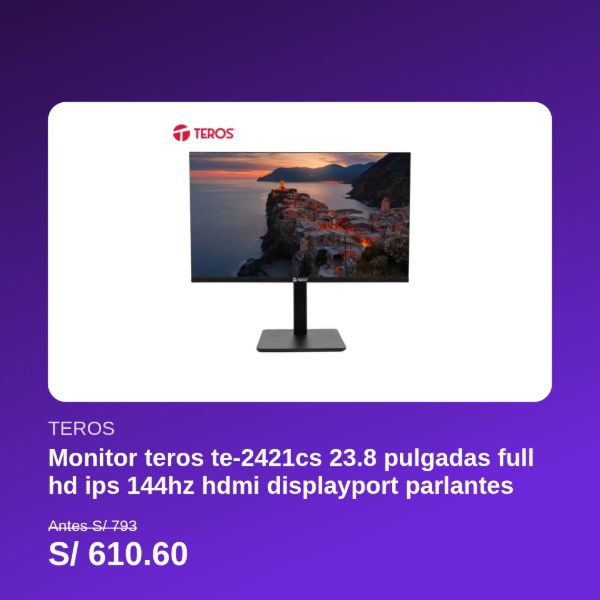 TEROS
TEROS
TEROS
Monitor teros te-2421cs 23.8 pulgadas full
hd ips 144hz hdmi displayport parlantes
Antes S/ 793
S/ 610.60